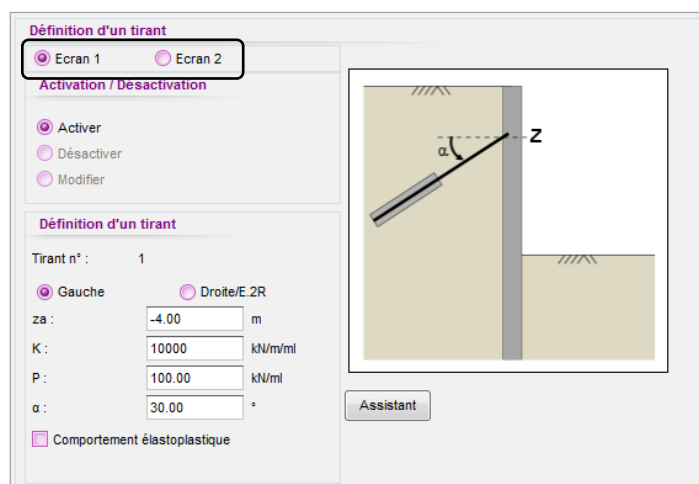 Définition d'un tirant
Ecran 1 Ecran 2
Activation / Désactivation
Activer
Désactiver
Modifier
Définition d'un tirant
Tirant n° : 1
Gauche Droite/E.2R
za : -4.00 m
K : 10000 kN/m/ml
P : 100.00 kN/ml
α : 30.00 °
Comportement élastoplastique
Z
α
Assistant